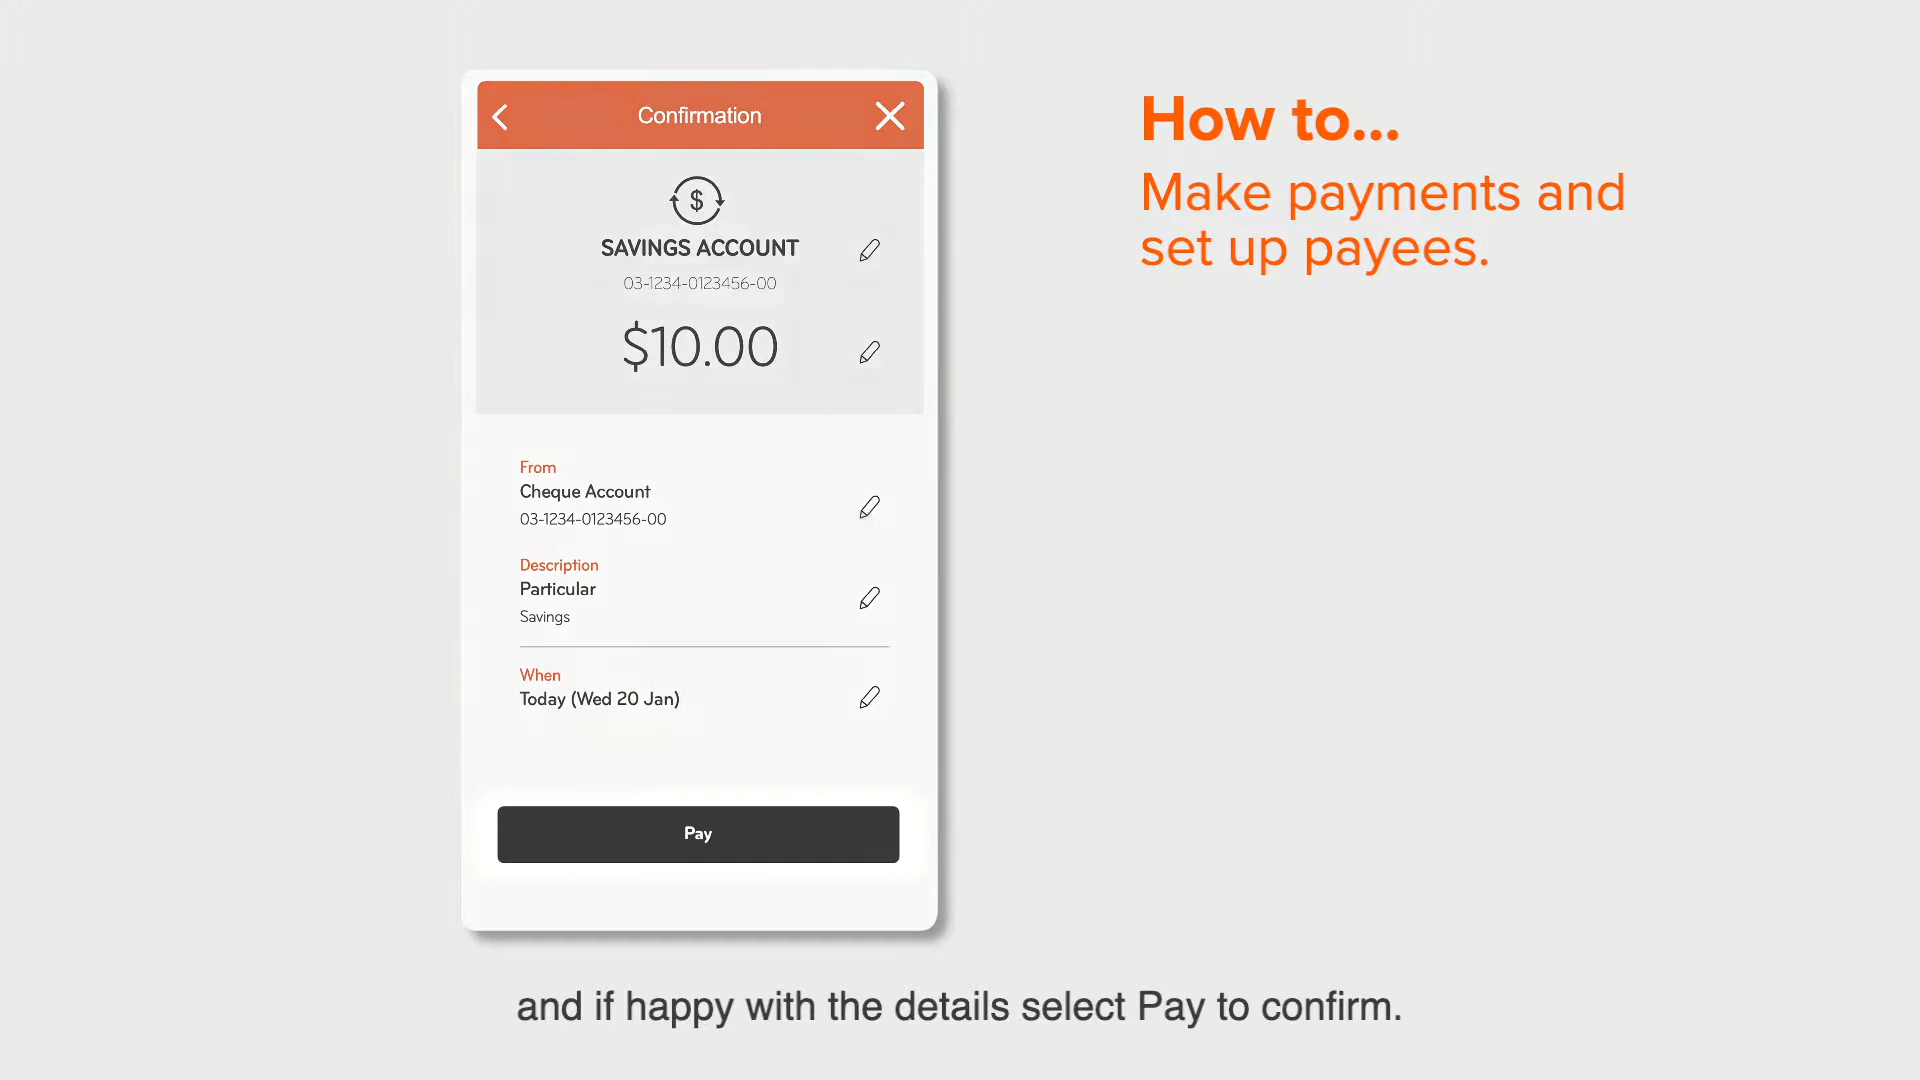 Confirmation
$
SAVINGS ACCOUNT
03-1234-0123456-00
$10.00
From
Cheque Account
03-1234-0123456-00
Description
Particular
Savings
When
Today (Wed 20 Jan)
Pay
How to...
Make payments and
set up payees.
and if happy with the details select Pay to confirm.